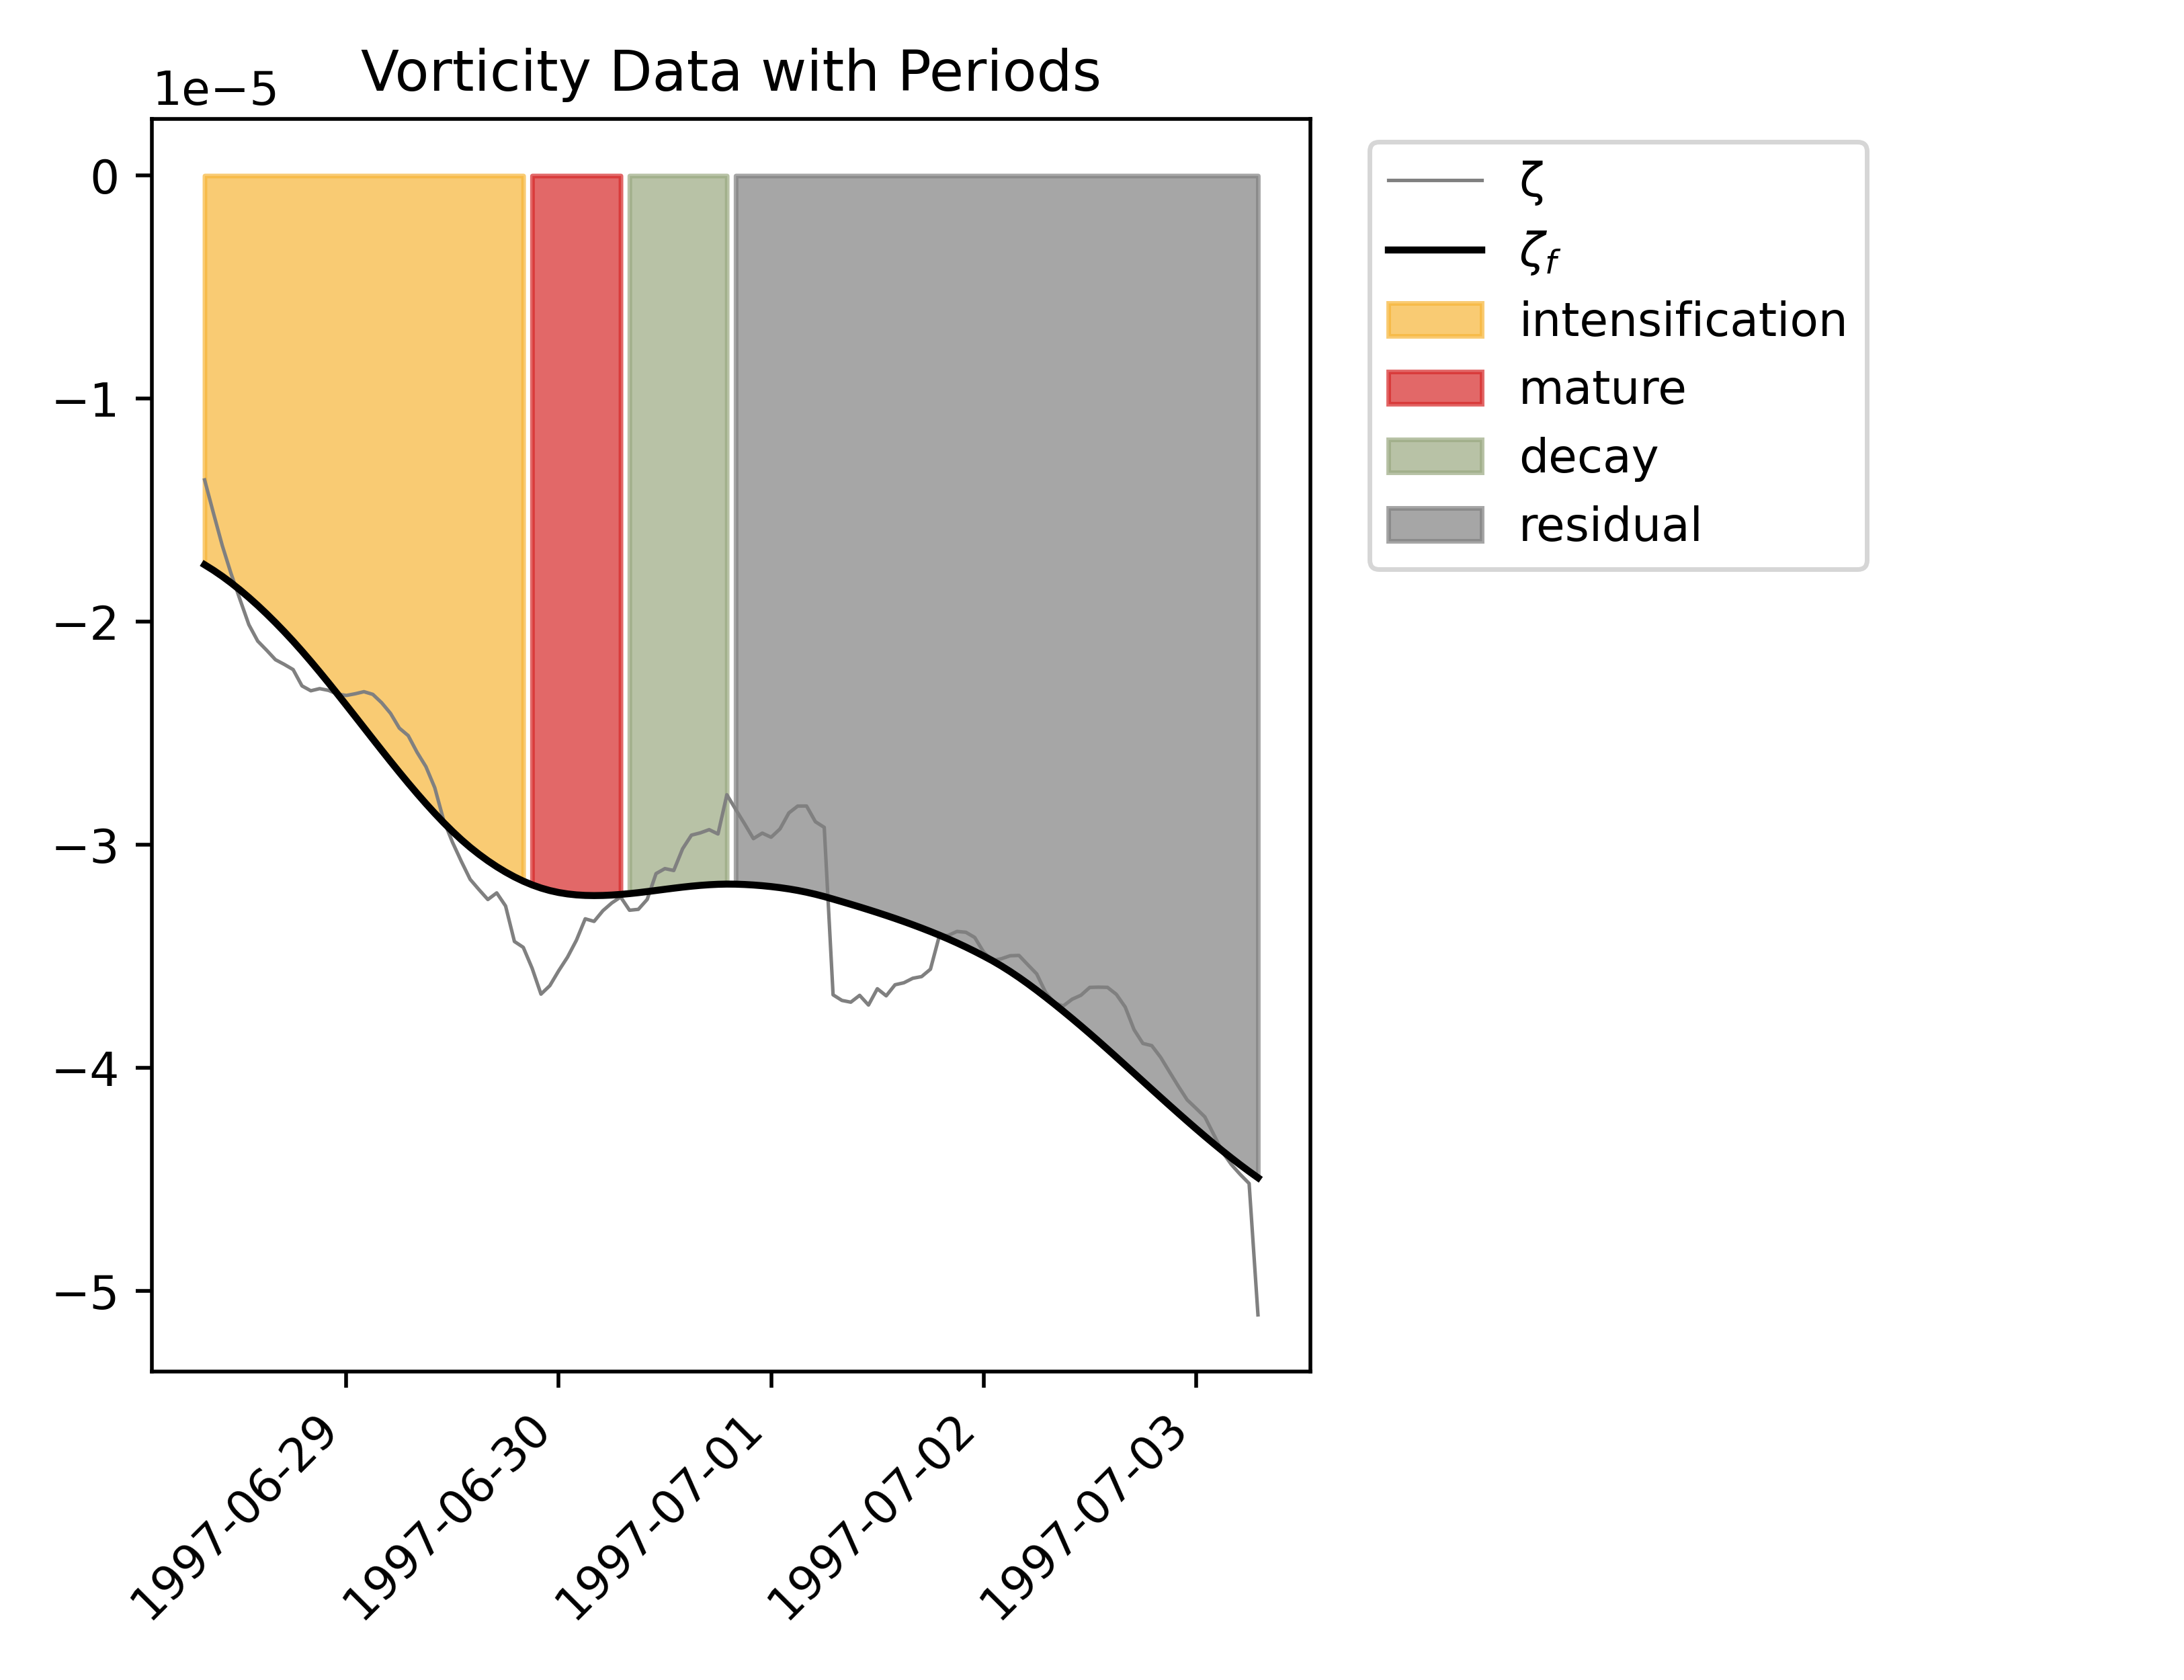 Vorticity Data with Periods
1e−5
0
−1
−2
−3
−4
−5
1997-06-29
1997-06-30
1997-07-01
1997-07-02
1997-07-03
ζ
ζf
intensification
mature
decay
residual